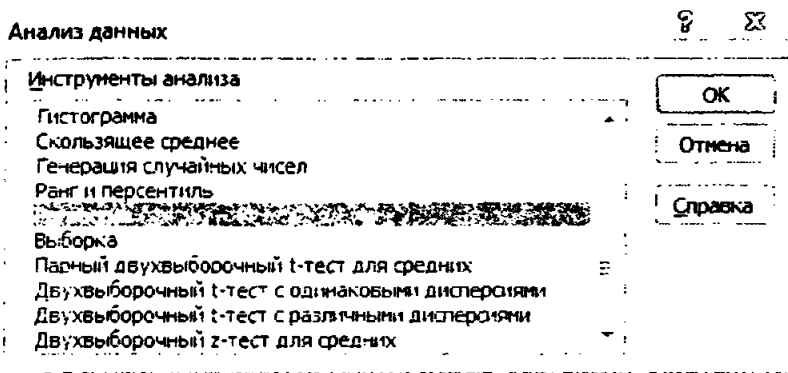 Анализ данных
Инструменты анализа
Гистограмма
Скользящее среднее
Генерация случайных чисел
Ранг и персентиль
Выборка
Парный двухвыборочный t-тест для средних
Двухвыборочный t-тест с одинаковыми дисперсиями
Двухвыборочный t-тест с различными дисперсиями
Двухвыборочный z-тест для средних
OK
Отмена
Справка